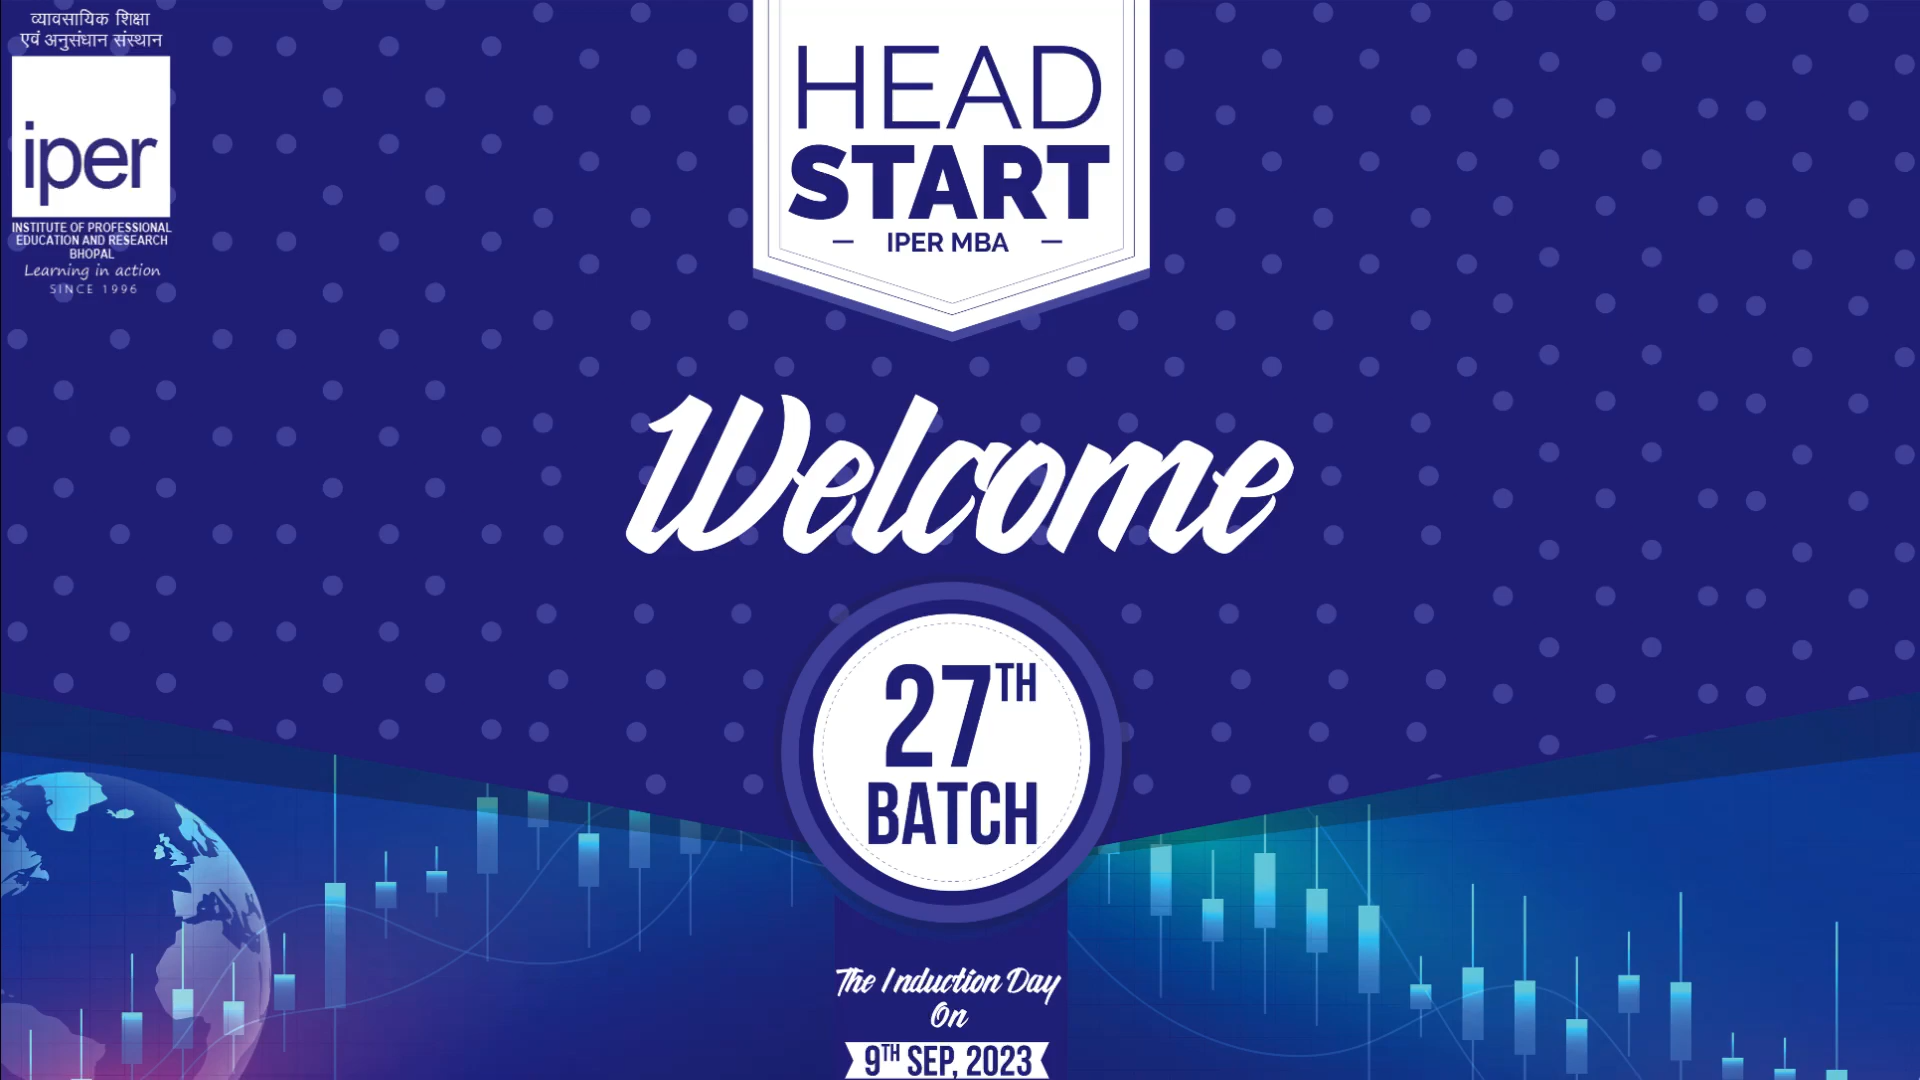 व्यावसायिक शिक्षा
एवं अनुसंधान संस्थान
iper
INSTITUTE OF PROFESSIONAL
EDUCATION AND RESEARCH
BHOPAL
Learning in action
SINCE 1996
HEAD
START
– IPER MBA –
Welcome
27TH
BATCH
The Induction Day
On
9TH SEP, 2023